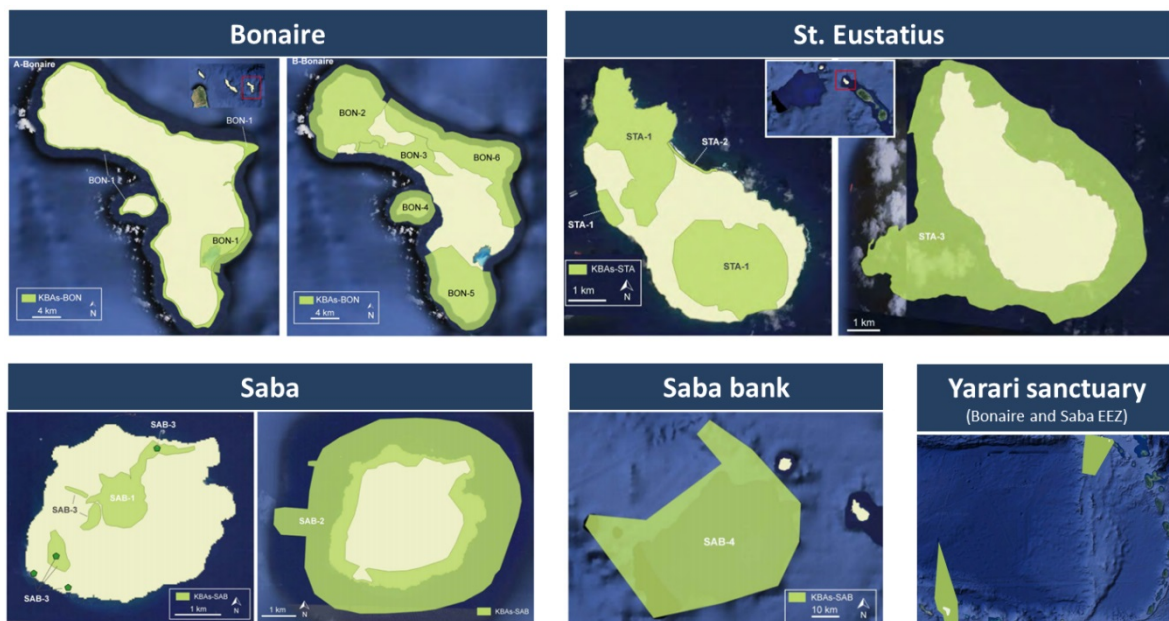 Bonaire
A-Bonaire
BON-1
BON-1
BON-1
KBAs-BON
4 km
N
B-Bonaire
BON-2
BON-3
BON-6
BON-4
BON-5
KBAs-BON
4 km
N
St. Eustatius
STA-1
STA-2
STA-1
STA-1
KBAs-STA
1 km
N
STA-3
1 km
N
Saba
SAB-3
SAB-1
SAB-3
SAB-3
KBAs-SAB
1 km
N
SAB-2
1 km
N
KBAs-SAB
Saba bank
SAB-4
KBAs-SAB
10 km
N
Yarari sanctuary
(Bonaire and Saba EEZ)